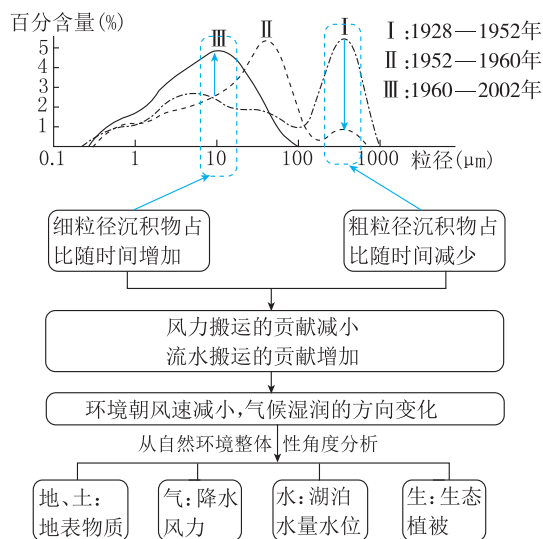 百分含量(%)
Ⅲ
Ⅱ
Ⅰ
Ⅰ:1928—1952年
Ⅱ:1952—1960年
Ⅲ:1960—2002年
5
4
3
2
1
0.1
1
10
100
1000
粒径(μm)
细粒径沉积物占
比随时间增加
粗粒径沉积物占
比随时间减少
风力搬运的贡献减小
流水搬运的贡献增加
环境朝风速减小,气候湿润的方向变化
从自然环境整体性角度分析
地、土:
地表物质
气:降水
风力
水:湖泊
水量水位
生:生态
植被